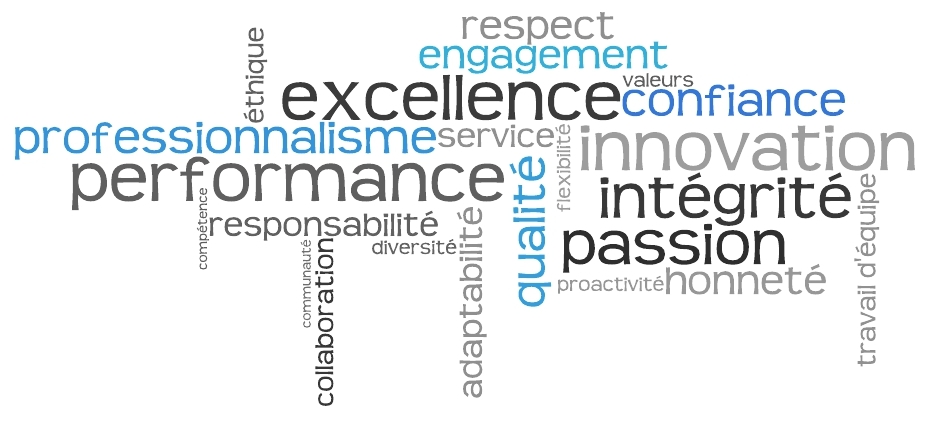 respect
engagement
éthique
valeurs
excellence
confiance
professionnalisme
service
innovation
flexibilité
performance
qualité
intégrité
compétence
responsabilité
travail d'équipe
diversité
adaptabilité
passion
communauté
collaboration
proactivité
honneté